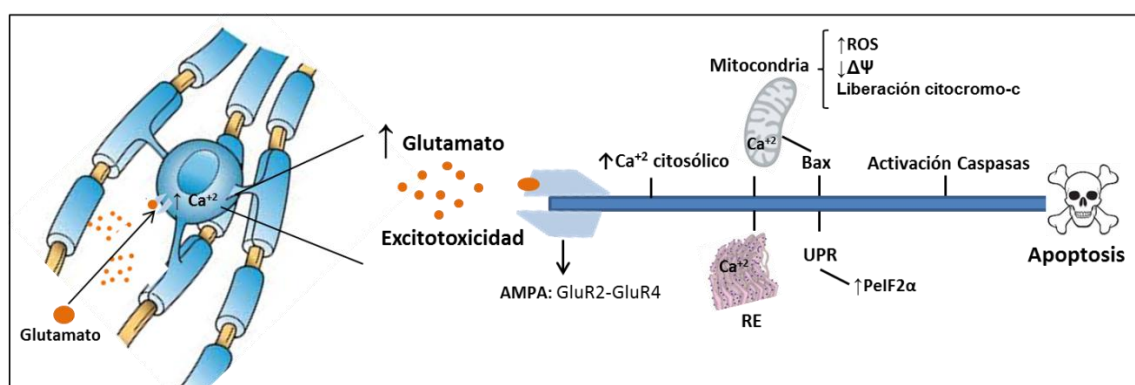 ↑ Ca⁺²
Glutamato
↑ Glutamato
Excitotoxicidad
AMPA: GluR2-GluR4
↑Ca⁺² citosólico
Mitocondria
↑ROS
↓ΔΨ
Liberación citocromo-c
Ca⁺²
Bax
Ca⁺²
RE
UPR
↑PeIF2α
Activación Caspasas
Apoptosis